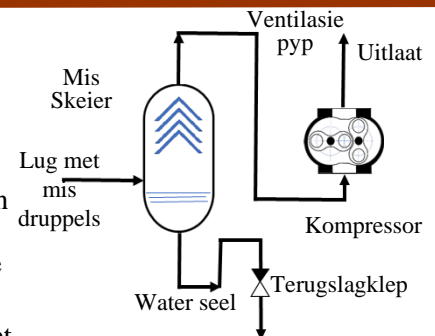 Ventilasie
pyp
Uitlaat
Mis
Skeier
Lug met
mis
druppels
Kompressor
Terugslagklep
Water seel